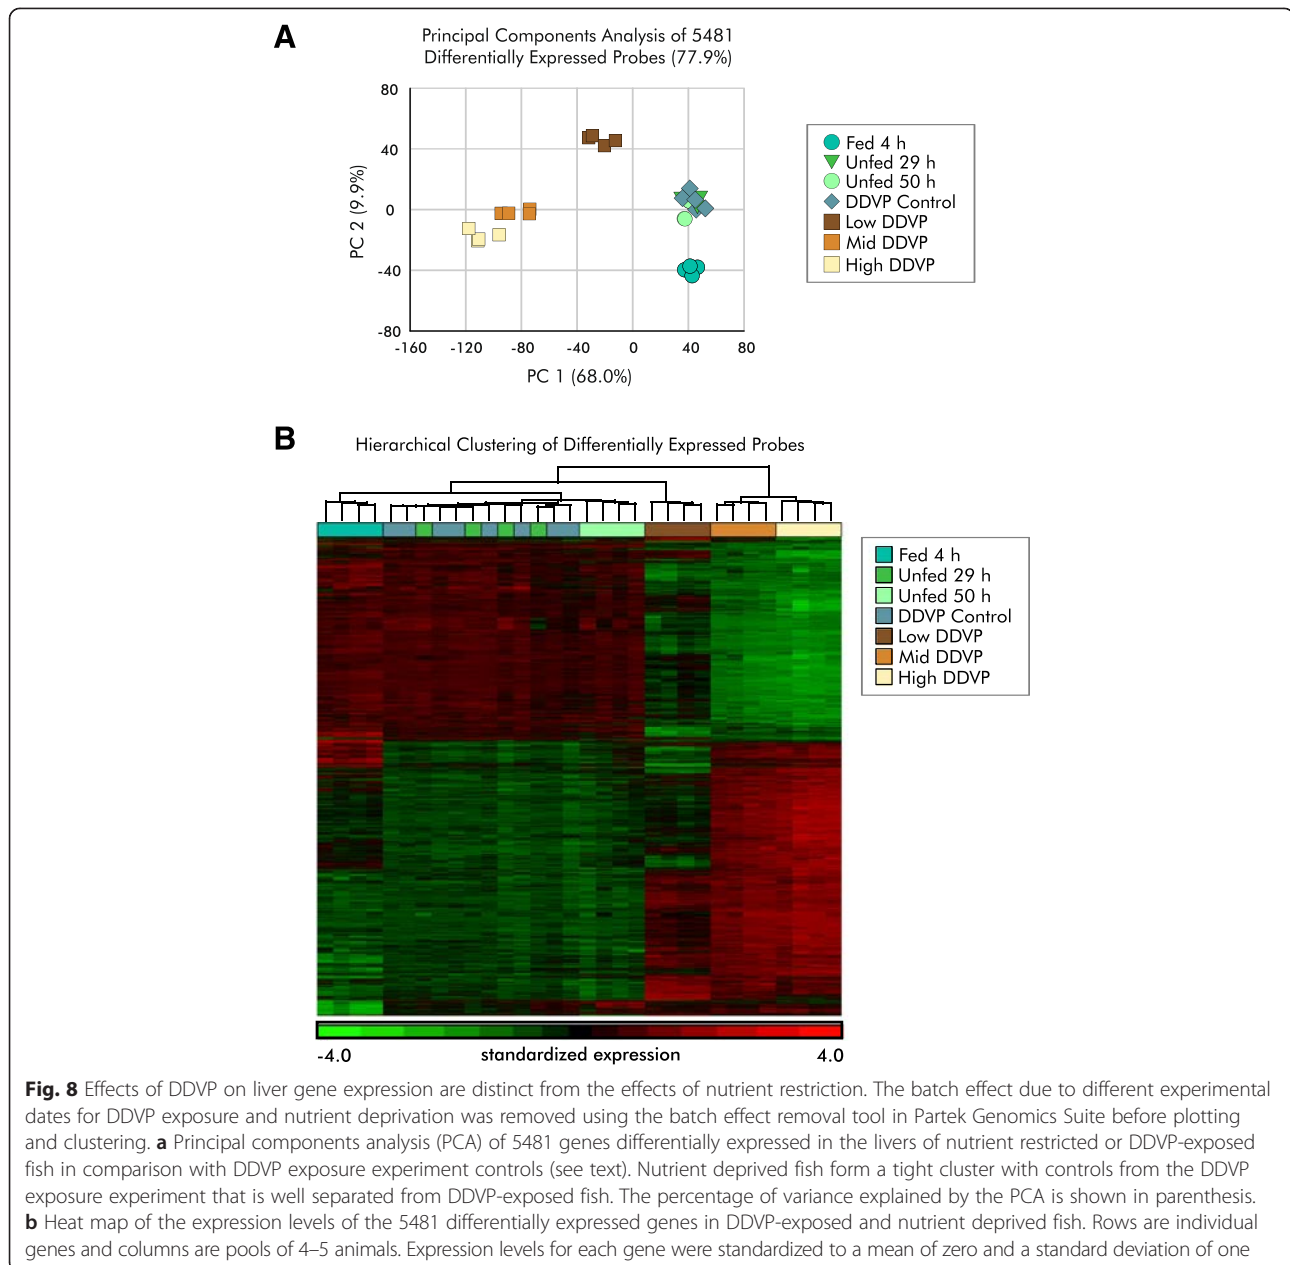 A
Principal Components Analysis of 5481
Differentially Expressed Probes (77.9%)
80
40
0
-40
-80
PC 2 (9.9%)
-160 -120 -80 -40 0 40 80
PC 1 (68.0%)
Fed 4 h
Unfed 29 h
Unfed 50 h
DDVP Control
Low DDVP
Mid DDVP
High DDVP
B
Hierarchical Clustering of Differentially Expressed Probes
Fed 4 h
Unfed 29 h
Unfed 50 h
DDVP Control
Low DDVP
Mid DDVP
High DDVP
-4.0 standardized expression 4.0
Fig. 8 Effects of DDVP on liver gene expression are distinct from the effects of nutrient restriction. The batch effect due to different experimental
dates for DDVP exposure and nutrient deprivation was removed using the batch effect removal tool in Partek Genomics Suite before plotting
and clustering. a Principal components analysis (PCA) of 5481 genes differentially expressed in the livers of nutrient restricted or DDVP-exposed
fish in comparison with DDVP exposure experiment controls (see text). Nutrient deprived fish form a tight cluster with controls from the DDVP
exposure experiment that is well separated from DDVP-exposed fish. The percentage of variance explained by the PCA is shown in parenthesis.
b Heat map of the expression levels of the 5481 differentially expressed genes in DDVP-exposed and nutrient deprived fish. Rows are individual
genes and columns are pools of 4–5 animals. Expression levels for each gene were standardized to a mean of zero and a standard deviation of one